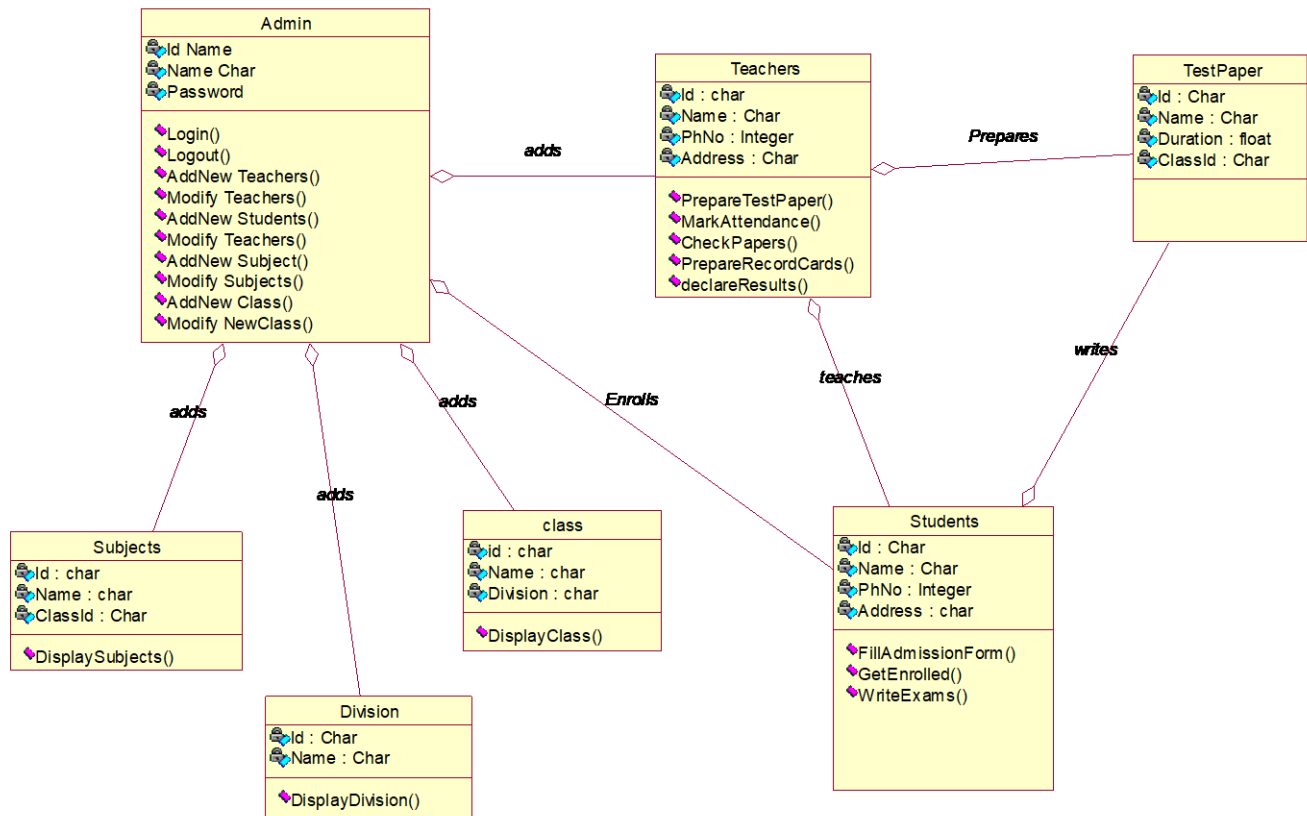 Admin
Id Name
Name Char
Password
Login()
Logout()
AddNew Teachers()
Modify Teachers()
AddNew Students()
Modify Teachers()
AddNew Subject()
Modify Subjects()
AddNew Class()
Modify NewClass()
adds
Teachers
Id : char
Name : Char
PhNo : Integer
Address : Char
PrepareTestPaper()
MarkAttendance()
CheckPapers()
PrepareRecordCards()
declareResults()
Prepares
TestPaper
Id : Char
Name : Char
Duration : float
ClassId : Char
adds
adds
adds
Enrolls
teaches
writes
Subjects
Id : char
Name : char
ClassId : Char
DisplaySubjects()
Division
Id : Char
Name : Char
DisplayDivision()
class
id : char
Name : char
Division : char
DisplayClass()
Students
Id : Char
Name : Char
PhNo : Integer
Address : char
FillAdmissionForm()
GetEnrolled()
WriteExams()